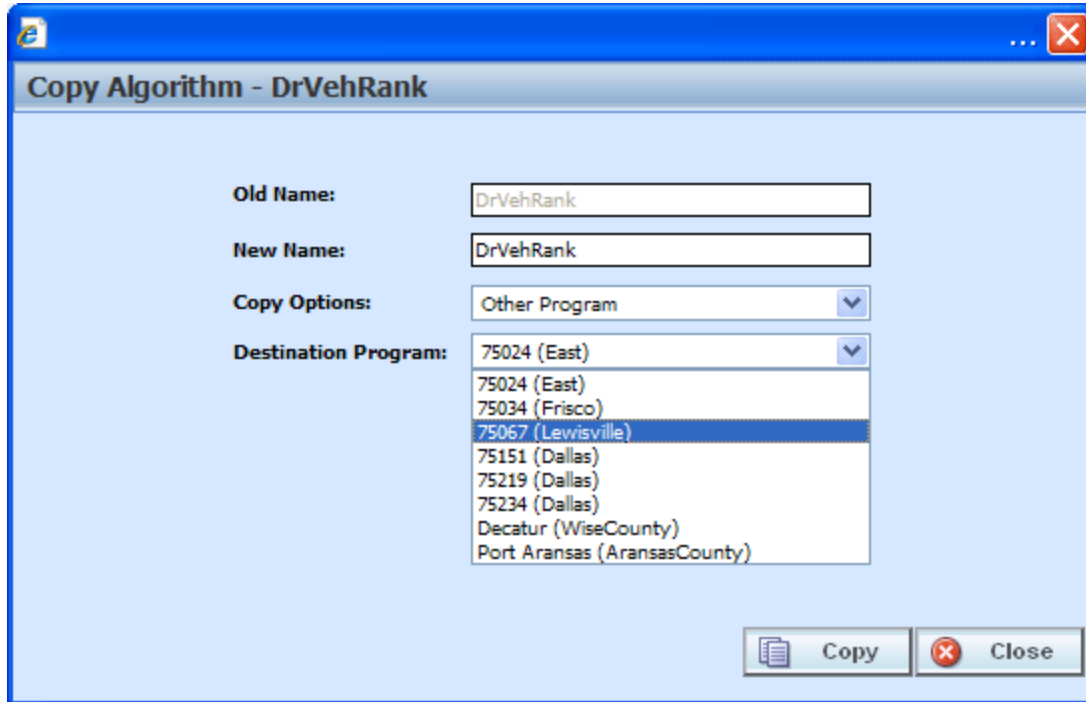 ...
Copy Algorithm - DrVehRank
Old Name: DrVehRank
New Name: DrVehRank
Copy Options: Other Program
Destination Program: 75024 (East)
75024 (East)
75034 (Frisco)
75067 (Lewisville)
75151 (Dallas)
75219 (Dallas)
75234 (Dallas)
Decatur (WiseCounty)
Port Aransas (AransasCounty)
Copy Close